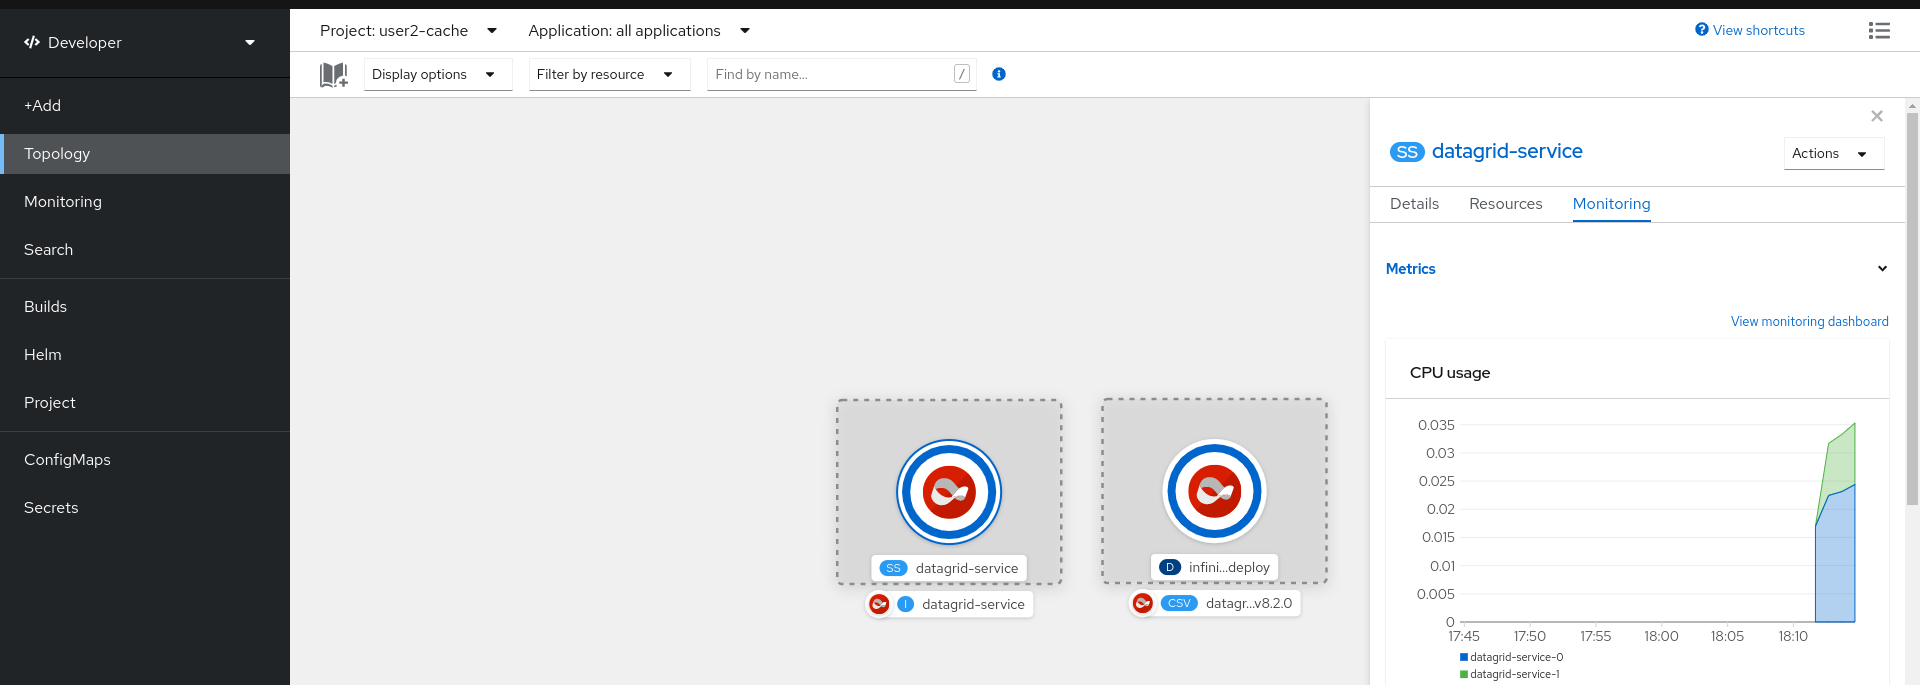 Developer
Project: user2-cache
Application: all applications
View shortcuts
Display options
Filter by resource
Find by name...
/
+Add
Topology
Monitoring
Search
Builds
Helm
Project
ConfigMaps
Secrets
SS datagrid-service
I datagrid-service
D infini...deploy
CSV datagr...v8.2.0
SS datagrid-service
Actions
Details Resources Monitoring
Metrics
View monitoring dashboard
CPU usage
0.035
0.03
0.025
0.02
0.015
0.01
0.005
0
17:45 17:50 17:55 18:00 18:05 18:10
datagrid-service-0
datagrid-service-1